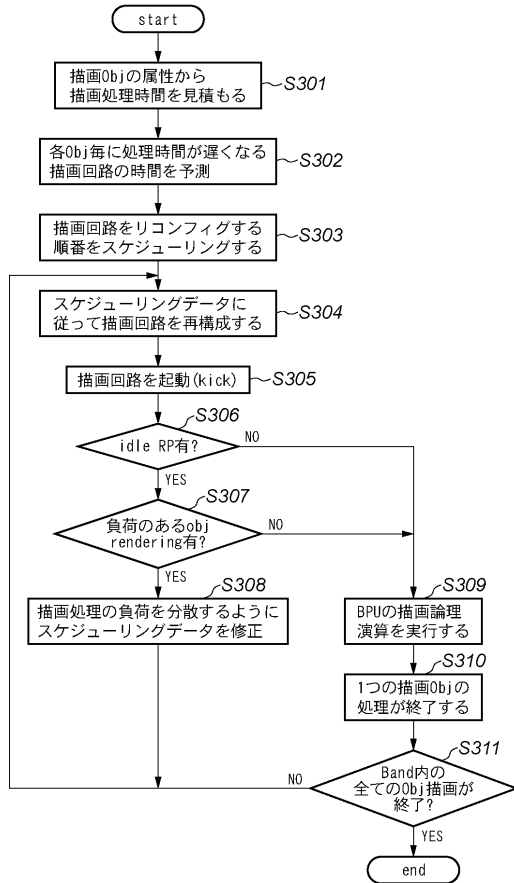 start
描画Objの属性から
描画処理時間を見積もる
S301
各Obj毎に処理時間が遅くなる
描画回路の時間を予測
S302
描画回路をリコンフィグする
順番をスケジューリングする
S303
スケジューリングデータに
従って描画回路を再構成する
S304
描画回路を起動(kick)
S305
S306
idle RP有?
NO
YES
S307
負荷のあるobj
rendering有?
NO
YES
S308
描画処理の負荷を分散するように
スケジューリングデータを修正
S309
BPUの描画論理
演算を実行する
S310
1つの描画Objの
処理が終了する
S311
Band内の
全てのObj描画が
終了?
NO
YES
end